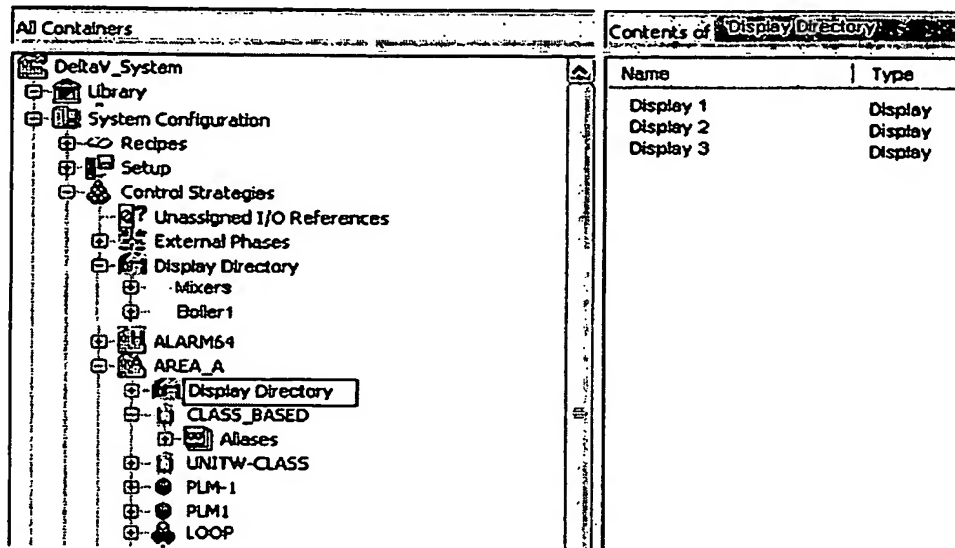 All Containers
DeltaV_System
Library
System Configuration
Recipes
Setup
Control Strategies
Unassigned I/O References
External Phases
Display Directory
Mixers
Boiler1
ALARM64
AREA_A
Display Directory
CLASS_BASED
Aliases
UNITW-CLASS
PLM-1
PLM1
LOOP
Contents of Display Directory
Name Type
Display 1 Display
Display 2 Display
Display 3 Display